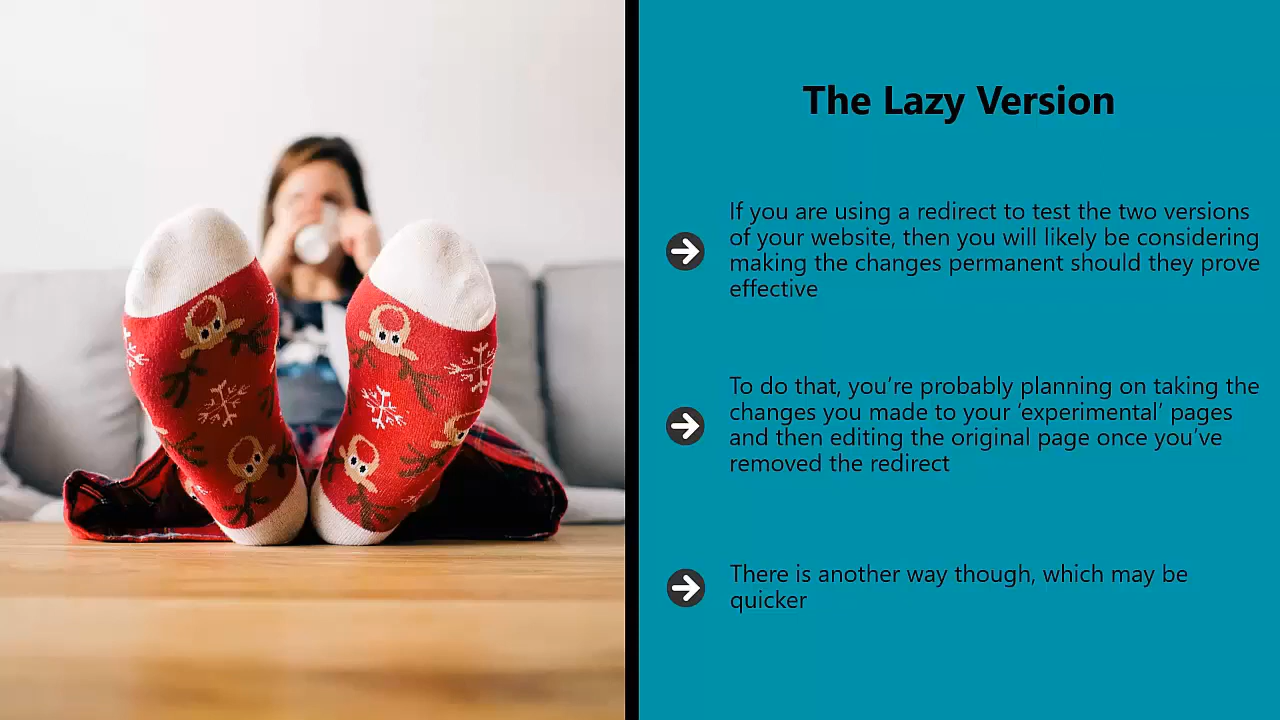 The Lazy Version
If you are using a redirect to test the two versions
of your website, then you will likely be considering
making the changes permanent should they prove
effective
To do that, you’re probably planning on taking the
changes you made to your ‘experimental’ pages
and then editing the original page once you’ve
removed the redirect
There is another way though, which may be
quicker